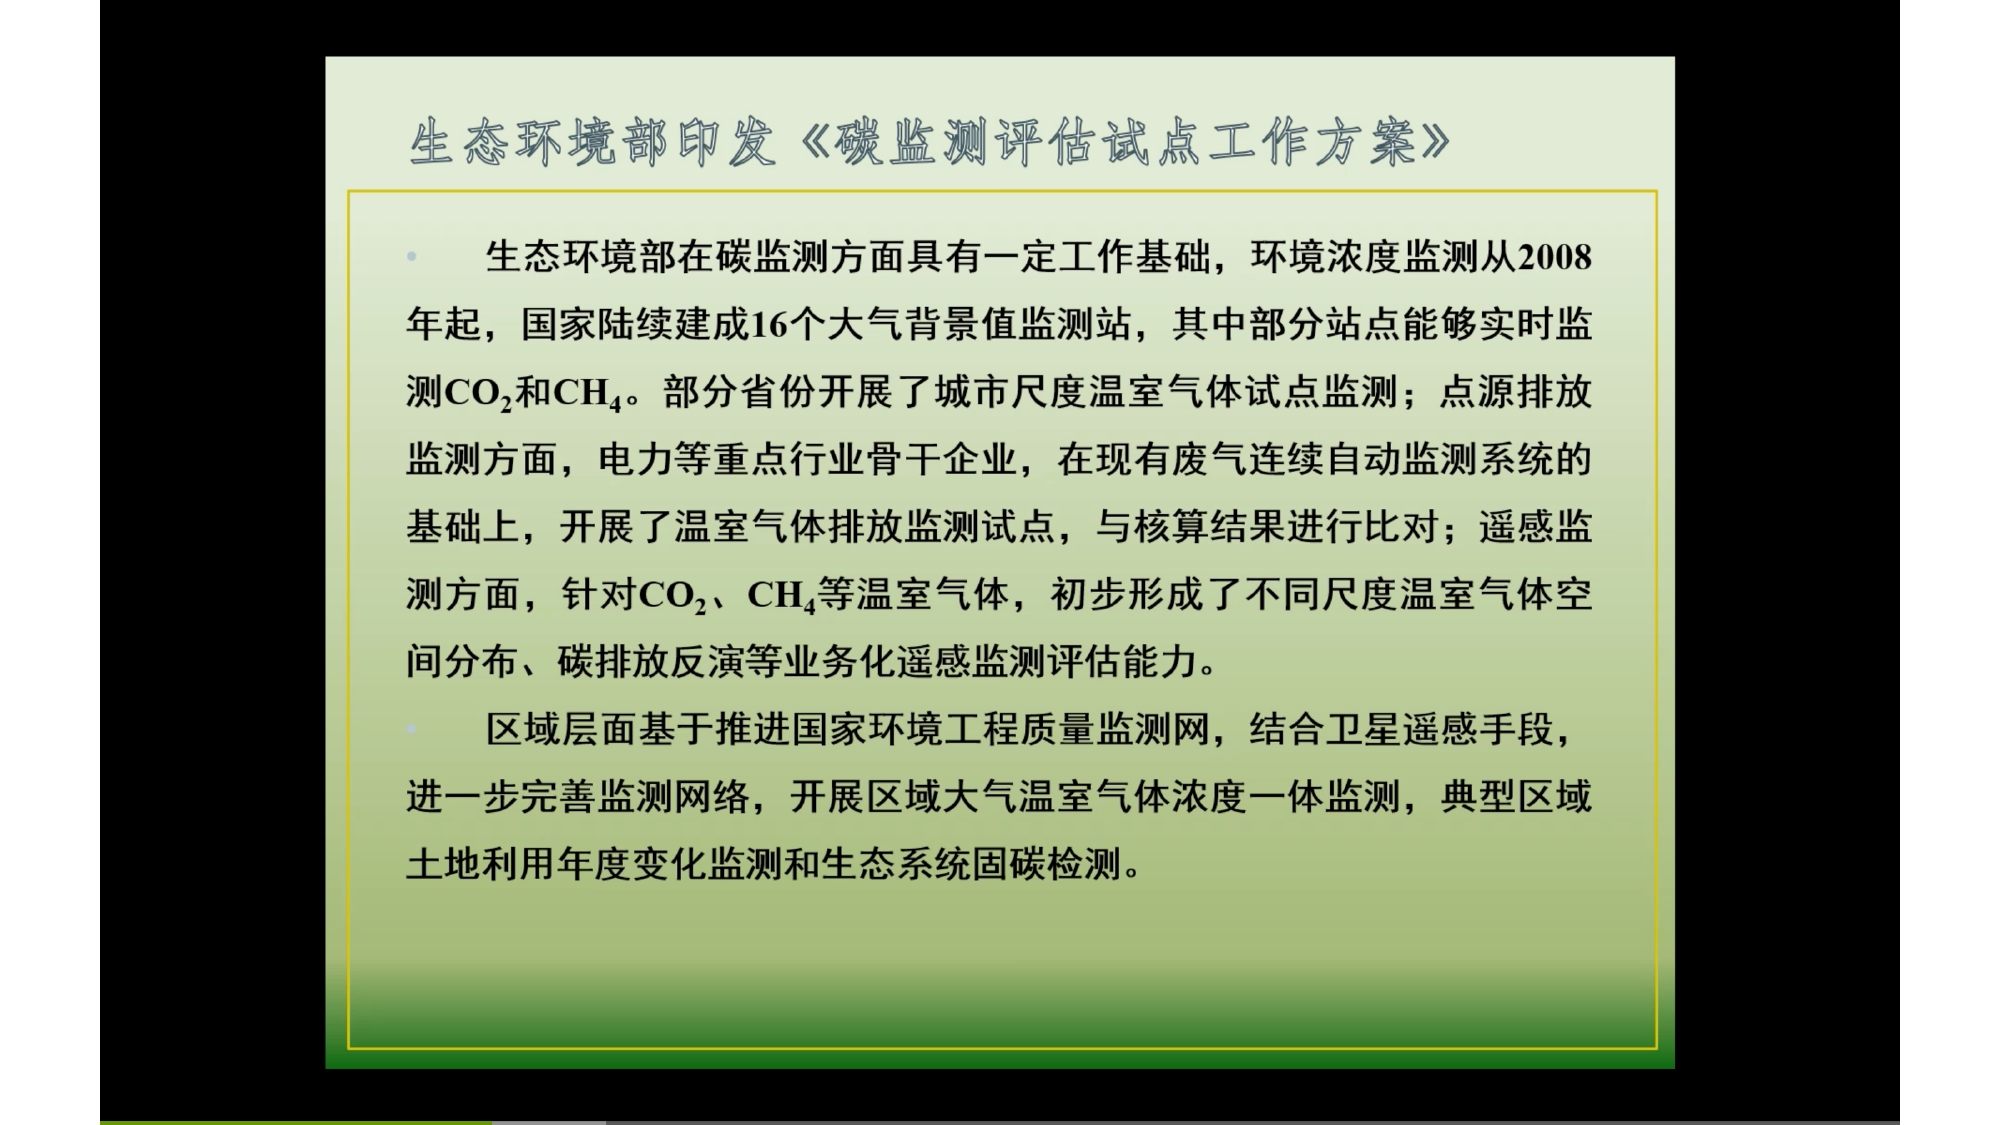 生态环境部印发《碳监测评估试点工作方案》
• 生态环境部在碳监测方面具有一定工作基础，环境浓度监测从2008
年起，国家陆续建成16个大气背景值监测站，其中部分站点能够实时监
测CO₂和CH₄。部分省份开展了城市尺度温室气体试点监测；点源排放
监测方面，电力等重点行业骨干企业，在现有废气连续自动监测系统的
基础上，开展了温室气体排放监测试点，与核算结果进行比对；遥感监
测方面，针对CO₂、CH₄等温室气体，初步形成了不同尺度温室气体空
间分布、碳排放反演等业务化遥感监测评估能力。
• 区域层面基于推进国家环境工程质量监测网，结合卫星遥感手段，
进一步完善监测网络，开展区域大气温室气体浓度一体监测，典型区域
土地利用年度变化监测和生态系统固碳检测。